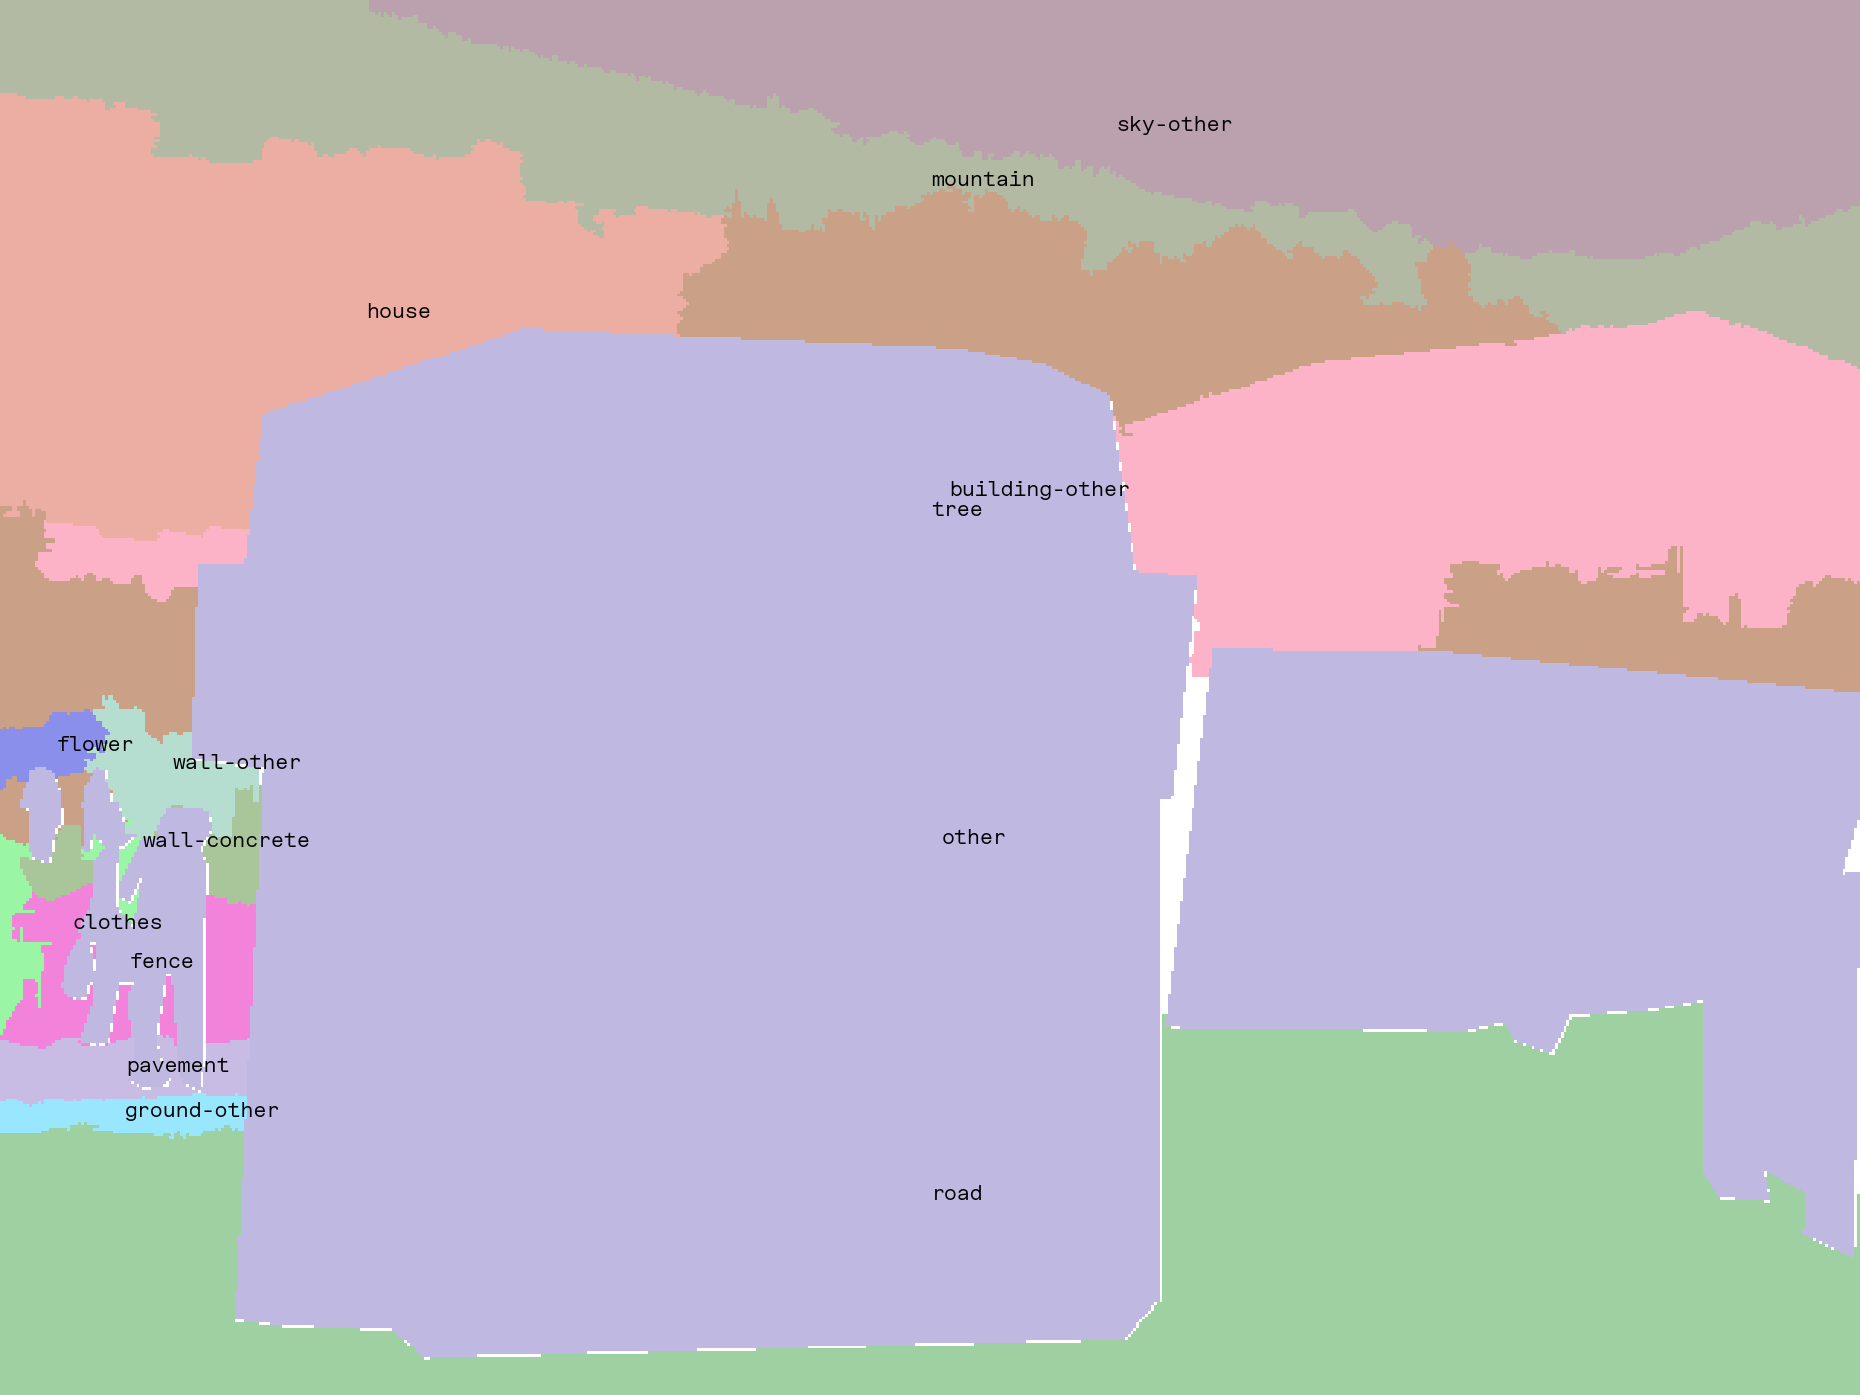 sky-other
mountain
house
building-other
tree
flower
wall-other
other
wall-concrete
clothes
fence
pavement
ground-other
road